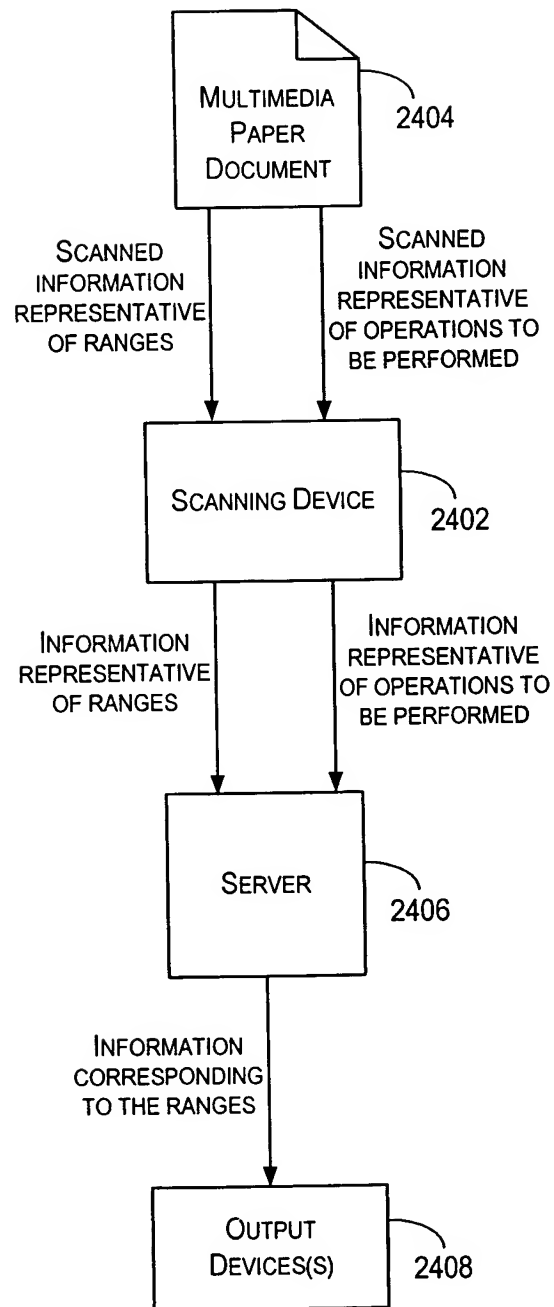 MULTIMEDIA
PAPER
DOCUMENT
2404
SCANNED
INFORMATION
REPRESENTATIVE
OF RANGES
SCANNED
INFORMATION
REPRESENTATIVE
OF OPERATIONS TO
BE PERFORMED
SCANNING DEVICE
2402
INFORMATION
REPRESENTATIVE
OF RANGES
INFORMATION
REPRESENTATIVE
OF OPERATIONS TO
BE PERFORMED
SERVER
2406
INFORMATION
CORRESPONDING
TO THE RANGES
OUTPUT
DEVICES(S)
2408